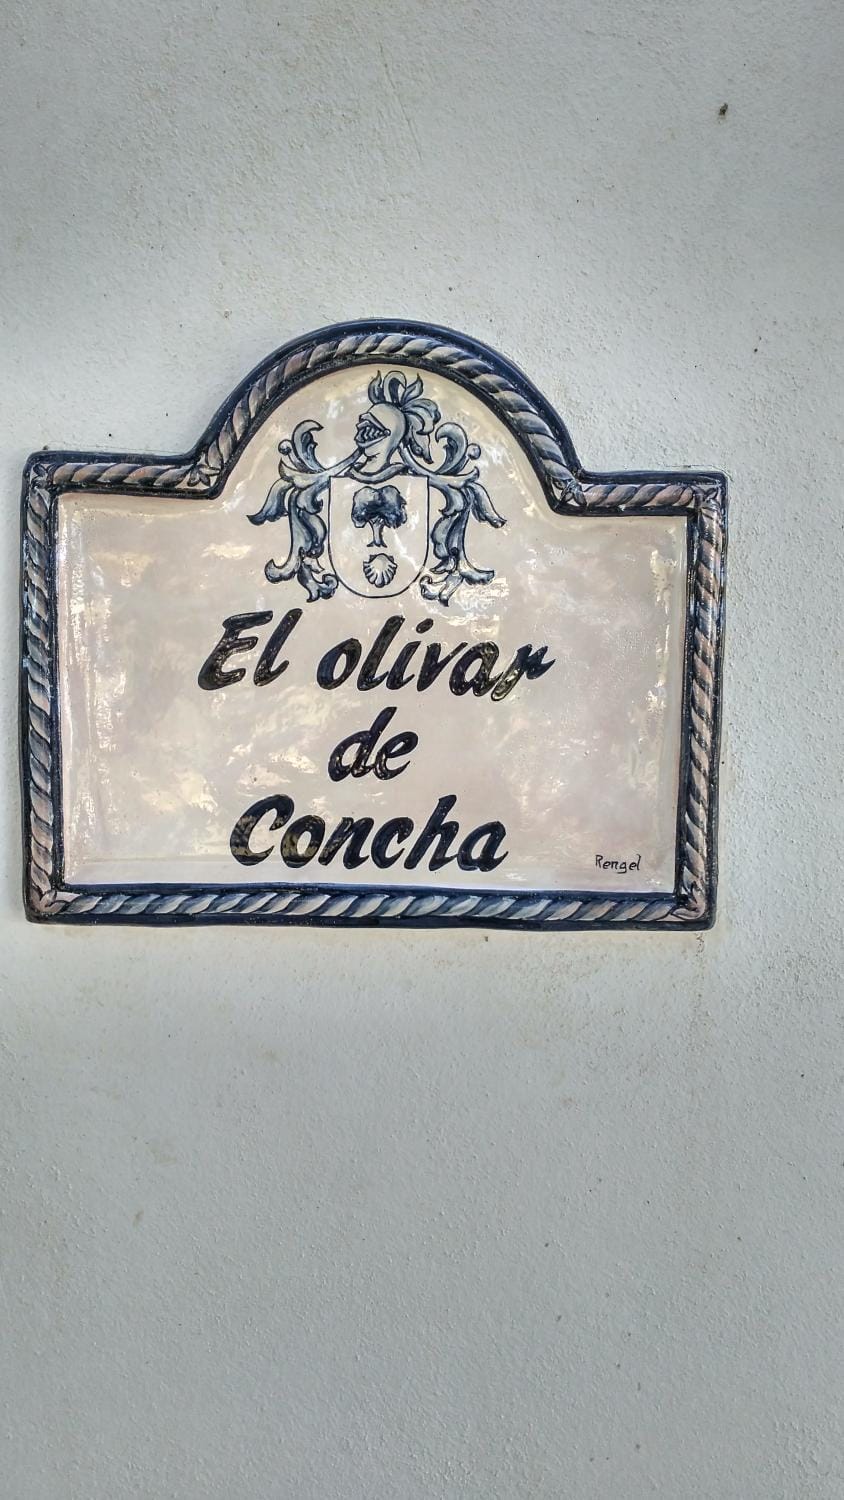 El olivar
de
Concha
Rengel